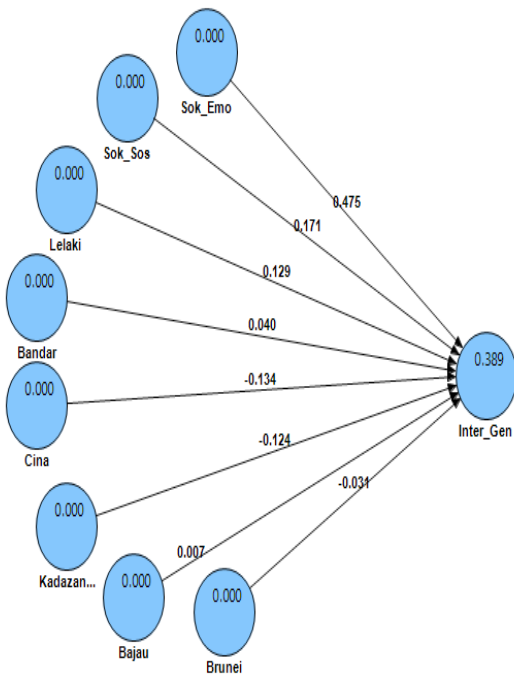 0.000
Sok_Emo
0.000
Sok_Sos
0.000
Lelaki
0.000
Bandar
0.000
Cina
0.000
Kadazan...
0.000
Bajau
0.000
Brunei
0.475
0.171
0.129
0.040
-0.134
-0.124
0.007
-0.031
0.389
Inter_Gen